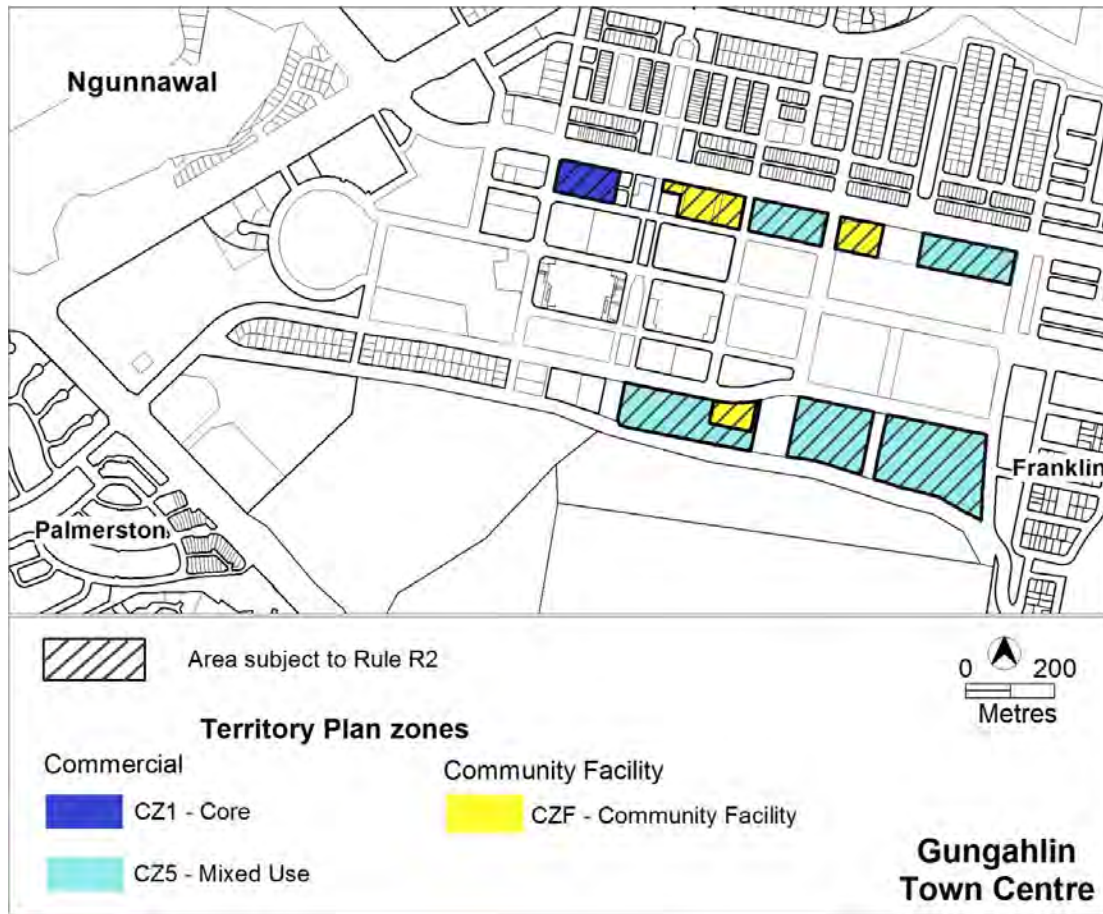 Ngunnawal
Franklin
Palmerston
Area subject to Rule R2
0 200
Metres
Territory Plan zones
Commercial
Community Facility
CZ1 - Core
CZF - Community Facility
CZ5 - Mixed Use
Gungahlin
Town Centre